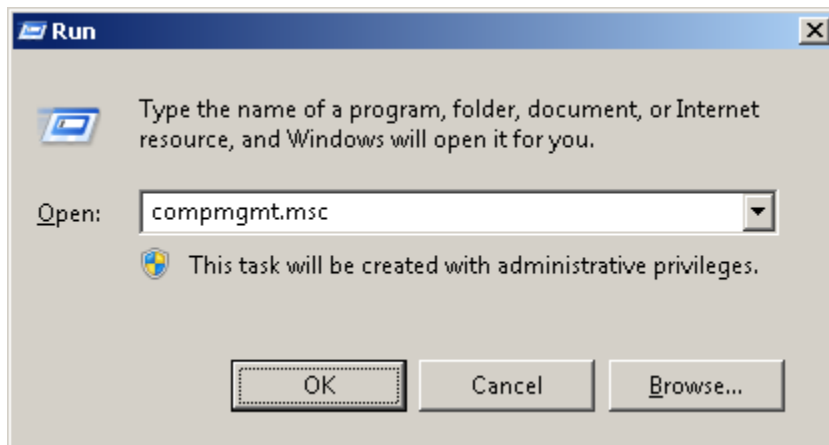 Run
Type the name of a program, folder, document, or Internet
resource, and Windows will open it for you.
Open: compmgmt.msc
This task will be created with administrative privileges.
OK Cancel Browse...